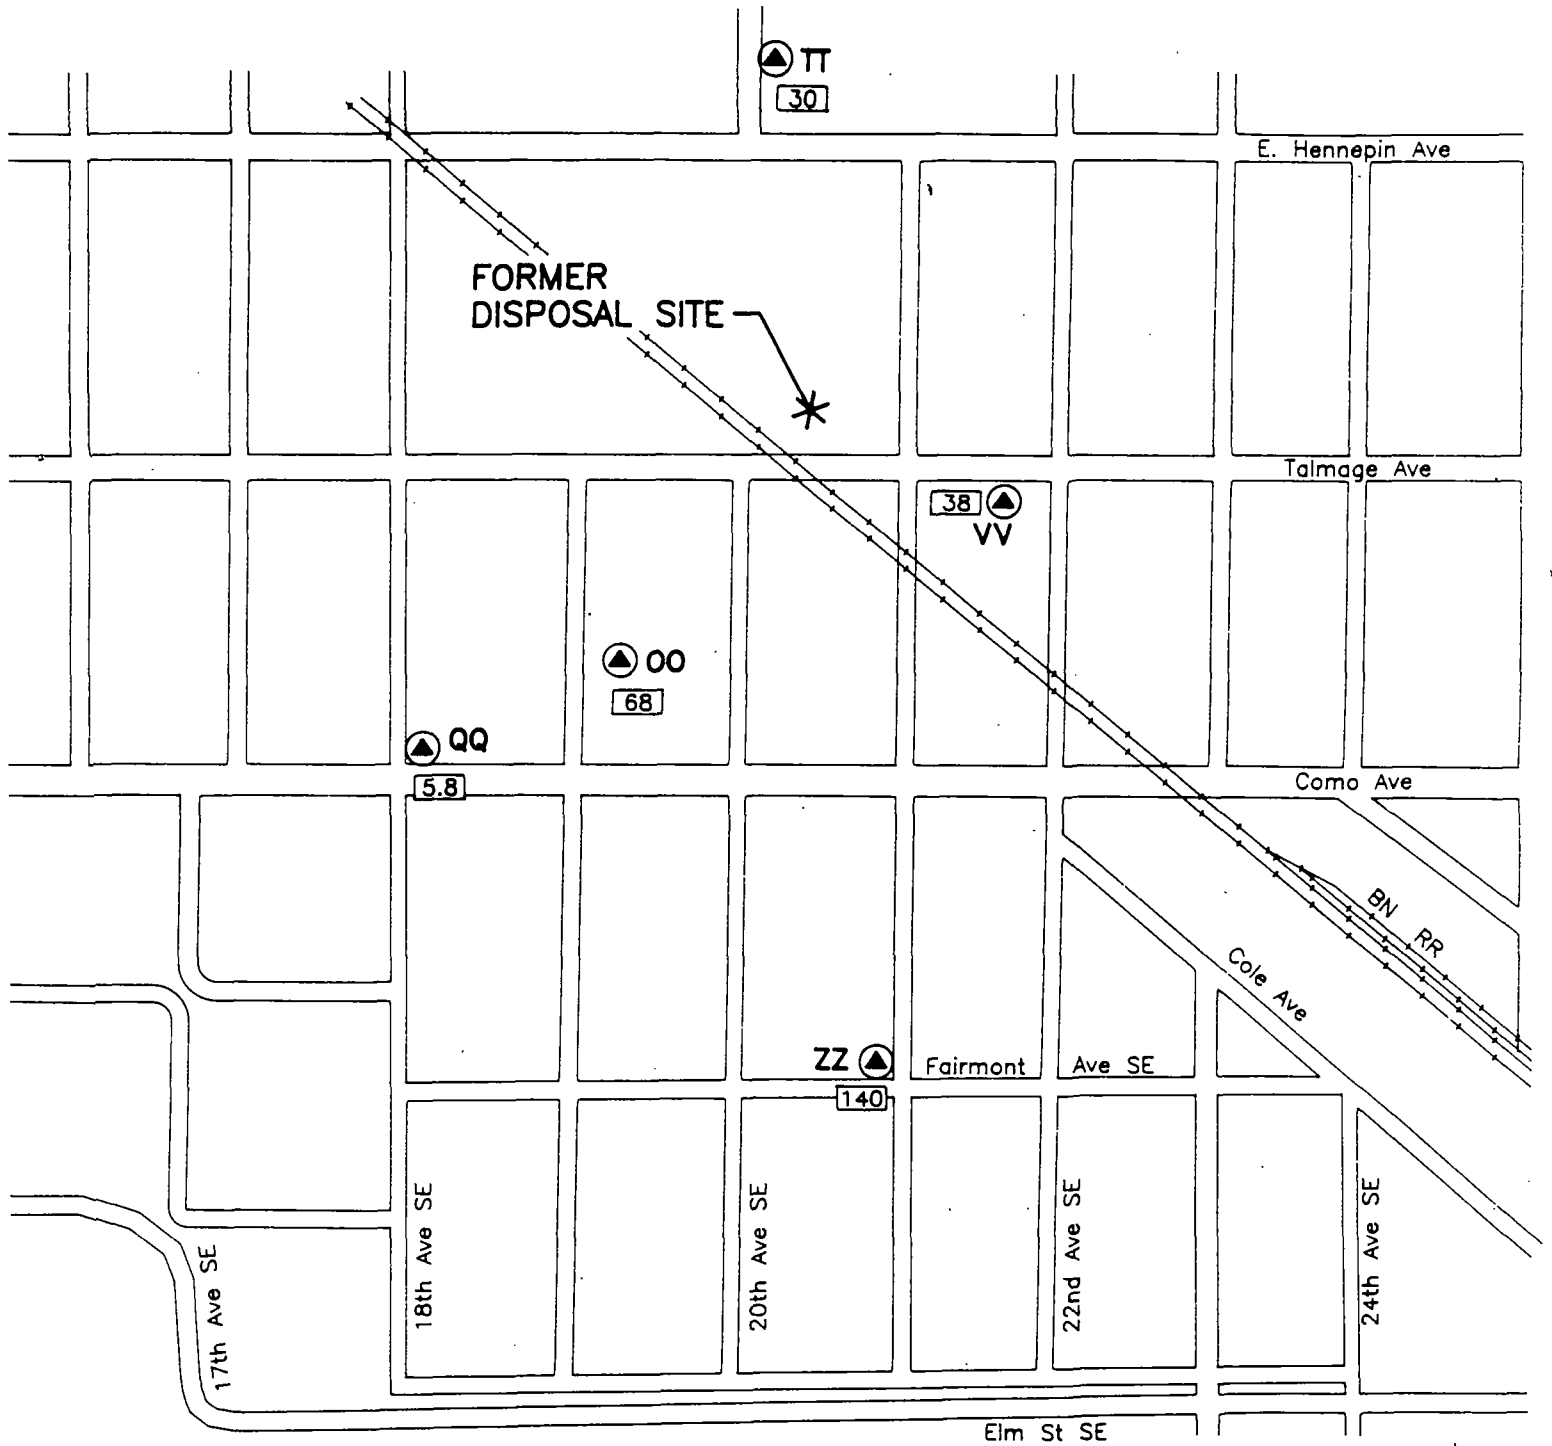 TT
30
E. Hennepin Ave
FORMER
DISPOSAL SITE
Talmage Ave
38
VV
OO
68
QQ
5.8
Como Ave
BN RR
Cole Ave
ZZ
Fairmont Ave SE
140
17th Ave SE
18th Ave SE
20th Ave SE
22nd Ave SE
24th Ave SE
Elm St SE